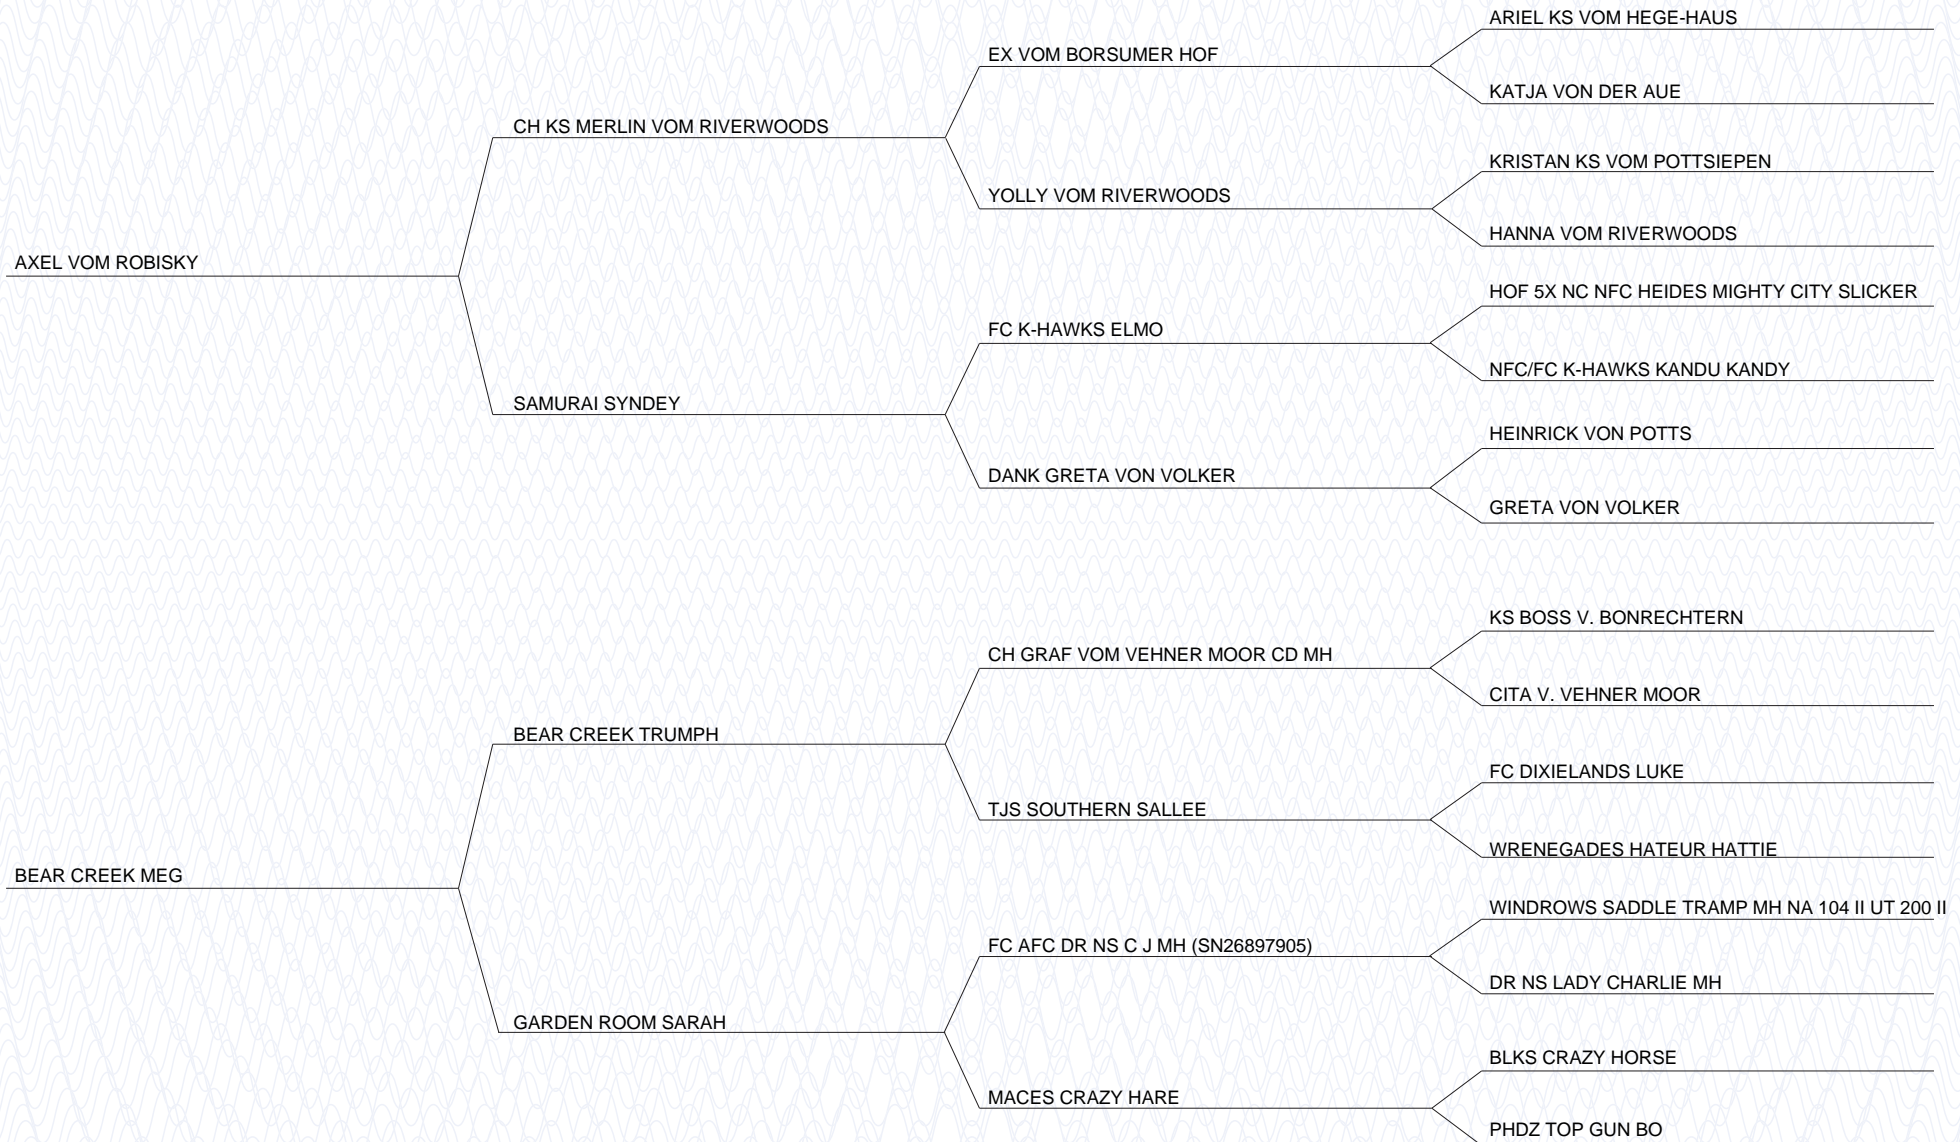 ARIEL KS VOM HEGE-HAUS
EX VOM BORSUMER HOF
KATJA VON DER AUE
CH KS MERLIN VOM RIVERWOODS
KRISTAN KS VOM POTTSIEPEN
YOLLY VOM RIVERWOODS
HANNA VOM RIVERWOODS
AXEL VOM ROBISKY
HOF 5X NC NFC HEIDES MIGHTY CITY SLICKER
FC K-HAWKS ELMO
NFC/FC K-HAWKS KANDU KANDY
SAMURAI SYNDEY
HEINRICK VON POTTS
DANK GRETA VON VOLKER
GRETA VON VOLKER
KS BOSS V. BONRECHTERN
CH GRAF VOM VEHNER MOOR CD MH
CITA V. VEHNER MOOR
BEAR CREEK TRUMPH
FC DIXIELANDS LUKE
TJS SOUTHERN SALLEE
WRENEGADES HATEUR HATTIE
BEAR CREEK MEG
WINDROWS SADDLE TRAMP MH NA 104 II UT 200 II
FC AFC DR NS C J MH (SN26897905)
DR NS LADY CHARLIE MH
GARDEN ROOM SARAH
BLKS CRAZY HORSE
MACES CRAZY HARE
PHDZ TOP GUN BO